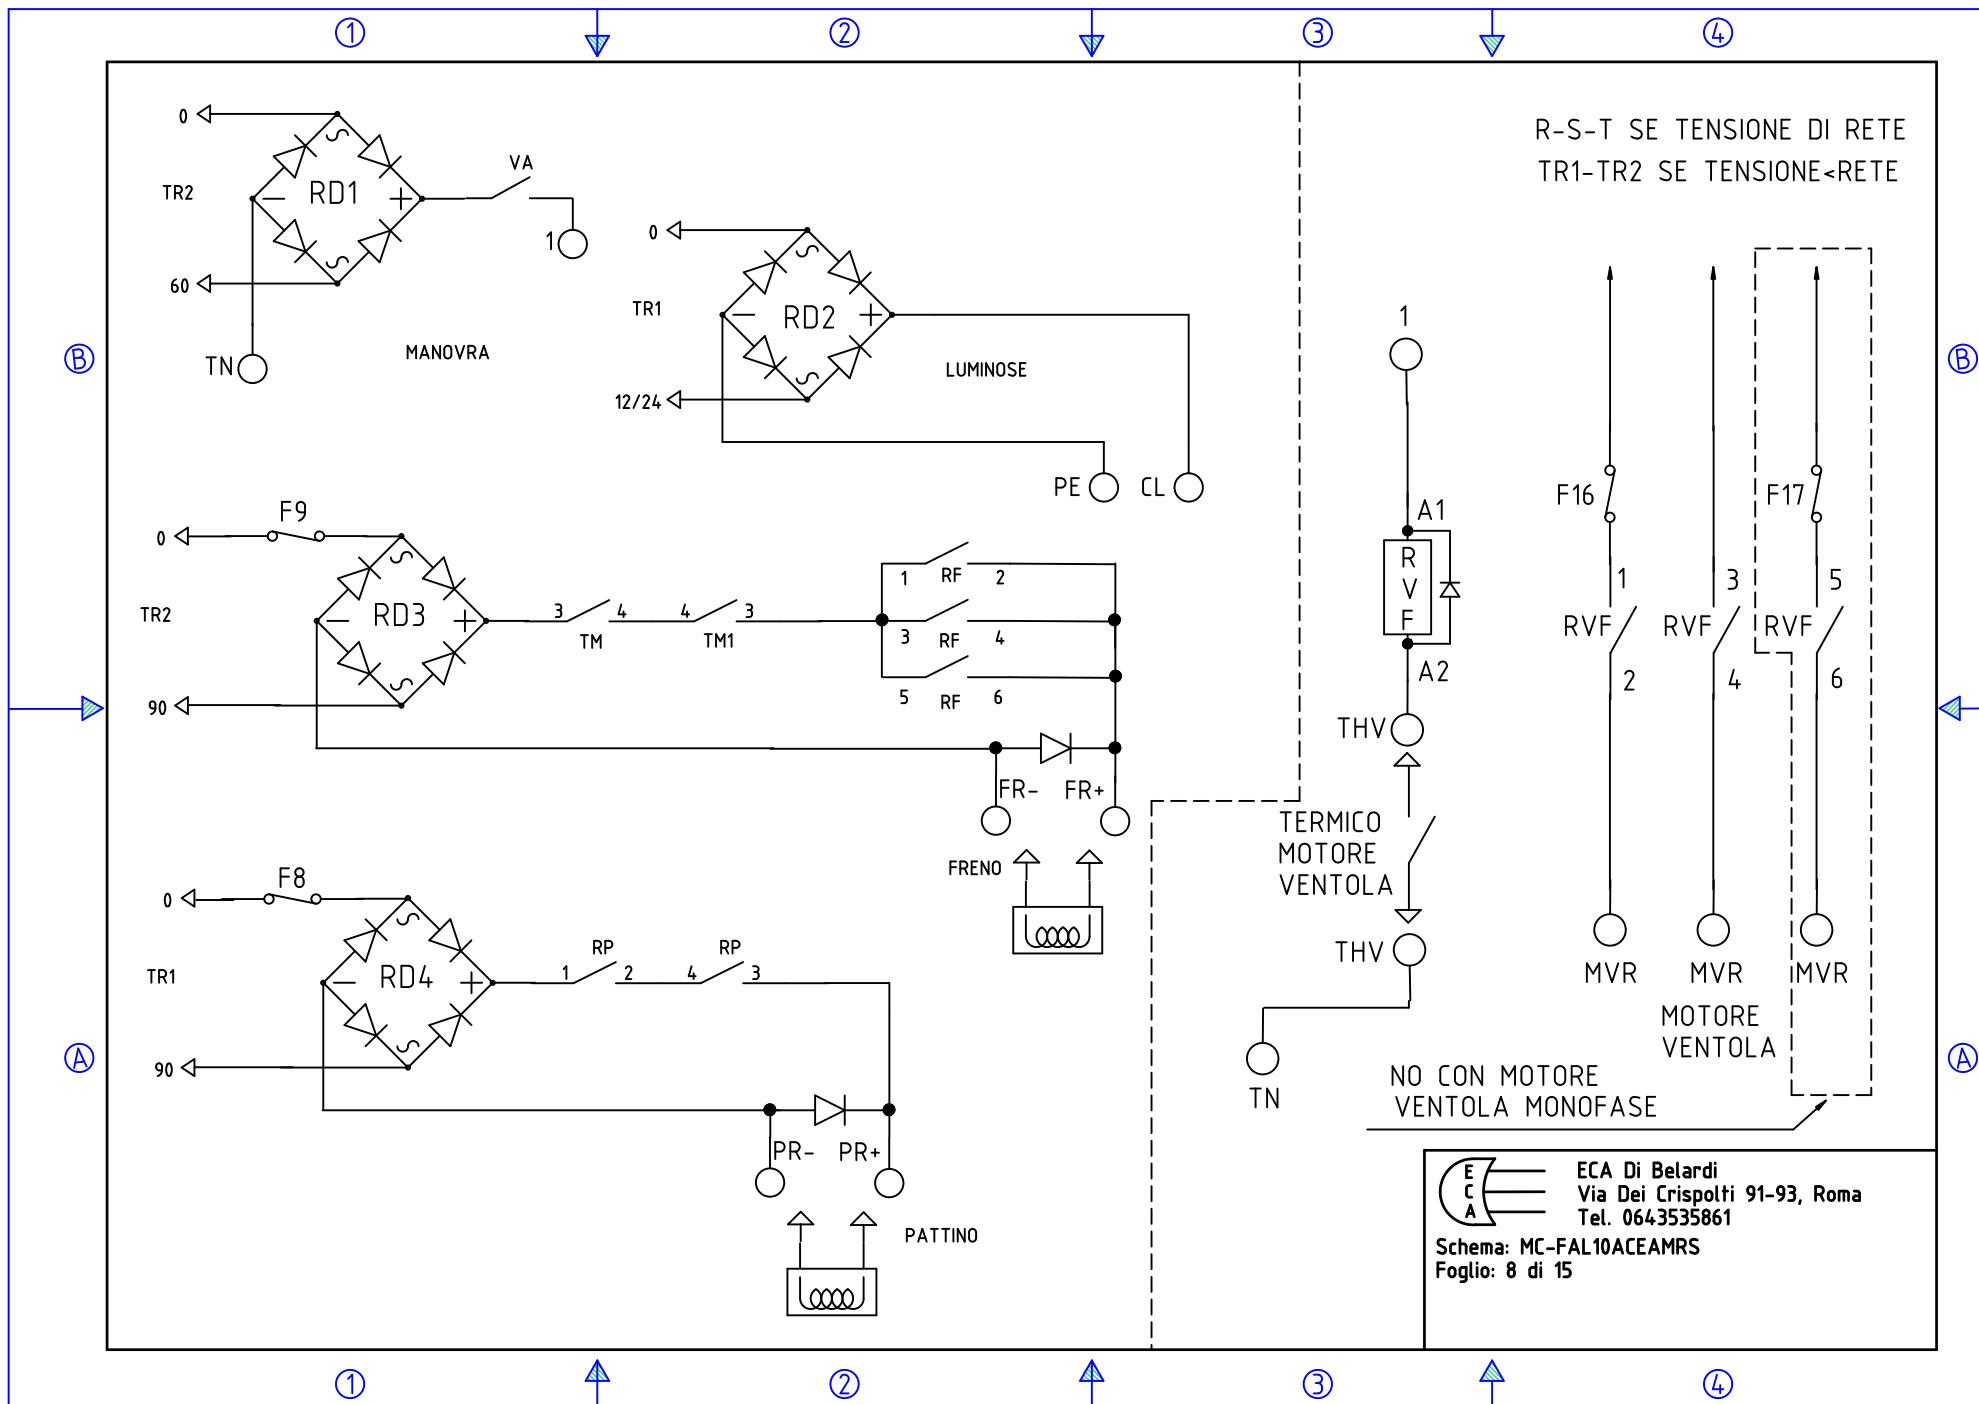 1
2
3
4
0
TR2
RD1
VA
1
60
TN
MANOVRA
0
TR1
RD2
12/24
LUMINOSE
PE
CL
R-S-T SE TENSIONE DI RETE
TR1-TR2 SE TENSIONE<RETE
B
B
F9
0
TR2
RD3
90
3
4
TM
4
3
TM1
1
RF
2
3
RF
4
5
RF
6
FR-
FR+
FRENO
F8
0
TR1
RD4
90
1
RP
2
4
RP
3
PR-
PR+
PATTINO
1
A1
R
V
F
A2
THV
TERMICO
MOTORE
VENTOLA
THV
TN
F16
F17
1
3
5
RVF
RVF
RVF
2
4
6
MVR
MVR
MVR
MOTORE
VENTOLA
NO CON MOTORE
VENTOLA MONOFASE
A
A
E
C
A
ECA Di Belardi
Via Dei Crispolti 91-93, Roma
Tel. 0643535861
Schema: MC-FAL10ACEAMRS
Foglio: 8 di 15
1
2
3
4